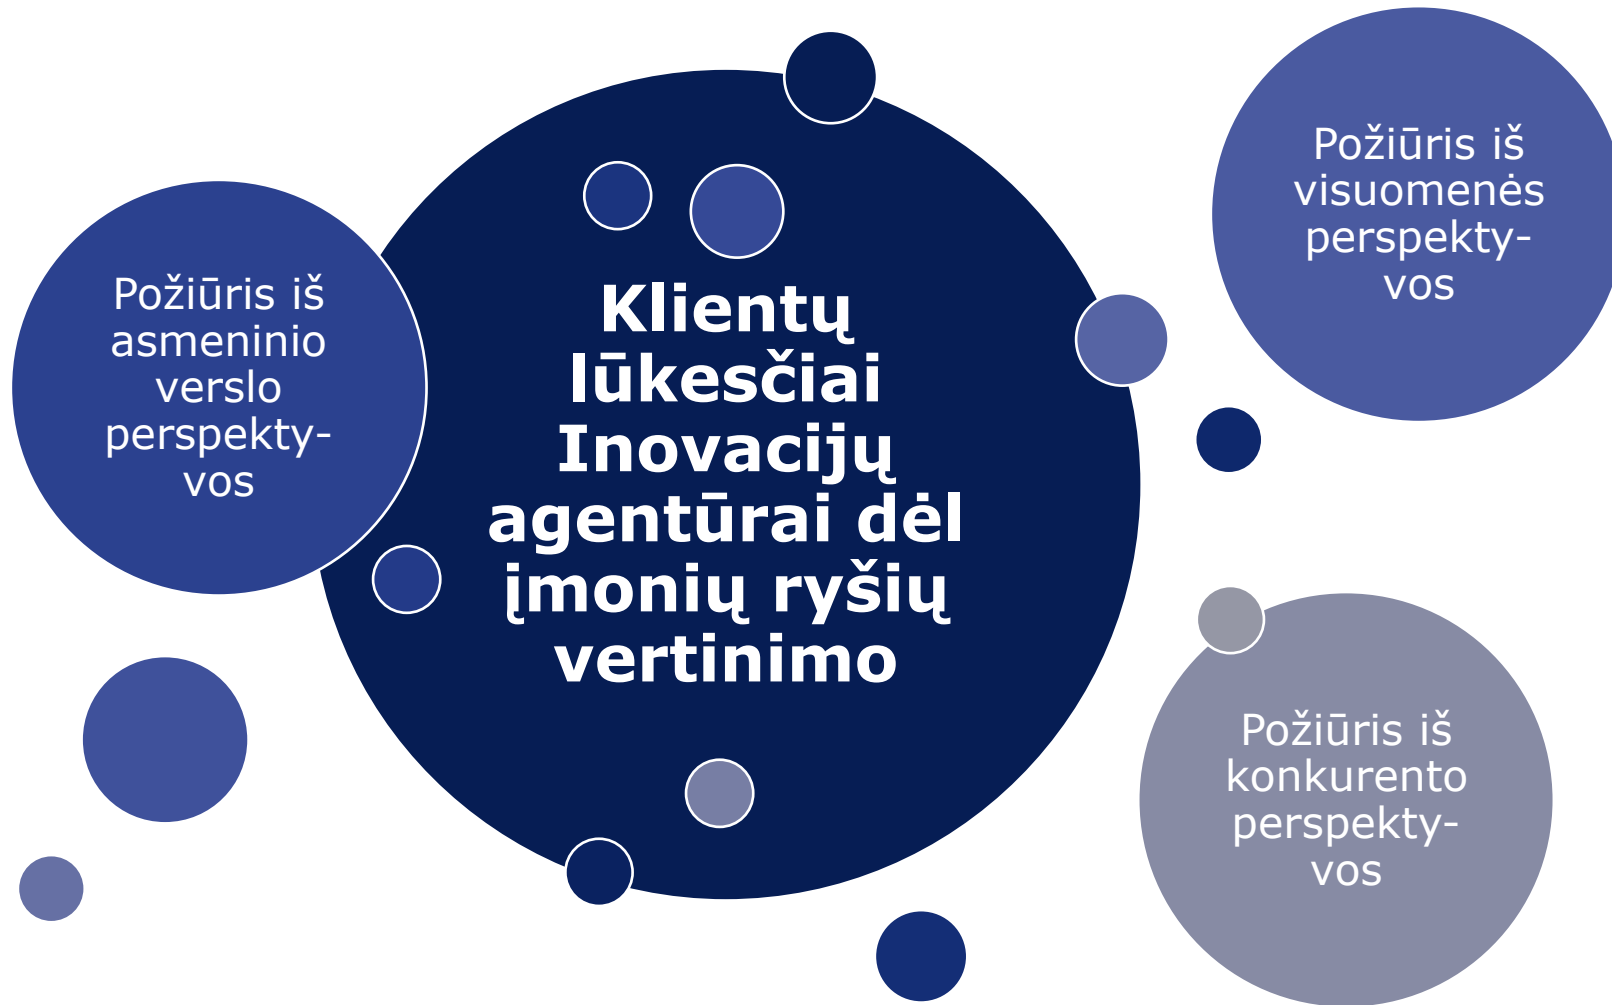 Požiūris iš
asmeninio
verslo
perspekty-
vos
Klientų
lūkesčiai
Inovacijų
agentūrai dėl
įmonių ryšių
vertinimo
Požiūris iš
visuomenės
perspekty-
vos
Požiūris iš
konkurento
perspekty-
vos